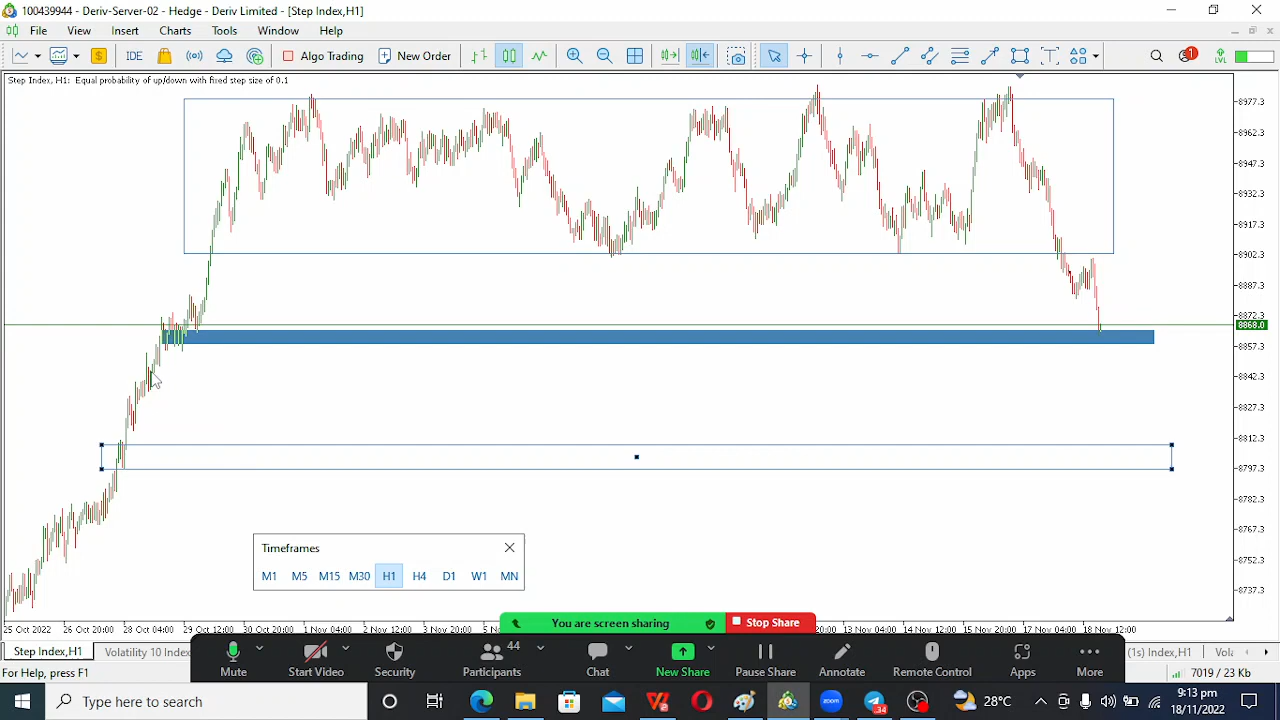 100439944 - Deriv-Server-02 - Hedge - Deriv Limited - [Step Index,H1]
File View Insert Charts Tools Window Help
IDE Algo Trading New Order 1 LVL
Step Index, H1: Equal probability of up/down with fixed step size of 0.1
8977.3
8962.3
8947.3
8932.3
8917.3
8902.3
8887.3
8872.3
8868.0
8857.3
8842.3
8827.3
8812.3
8797.3
8782.3
8767.3
8752.3
8737.3
Timeframes
M1 M5 M15 M30 H1 H4 D1 W1 MN
You are screen sharing Stop Share
25 Oct 2022 26 Oct 20:00 28 Oct 04:00 29 Oct 12:00 30 Oct 20:00 1 Nov 04:00 2 Nov 12:00 3 Nov 20:00 13 Nov 04:00 14 Nov 12:00 15 Nov 20:00 17 Nov 04:00 18 Nov 12:00
Step Index,H1 Volatility 10 Index (1s) Index,H1
44
Mute Start Video Security Participants Chat New Share Pause Share Annotate Remote Control Apps More
For Help, press F1 7019 / 23 Kb
Type here to search 34 zoom 28°C 9:13 pm
18/11/2022